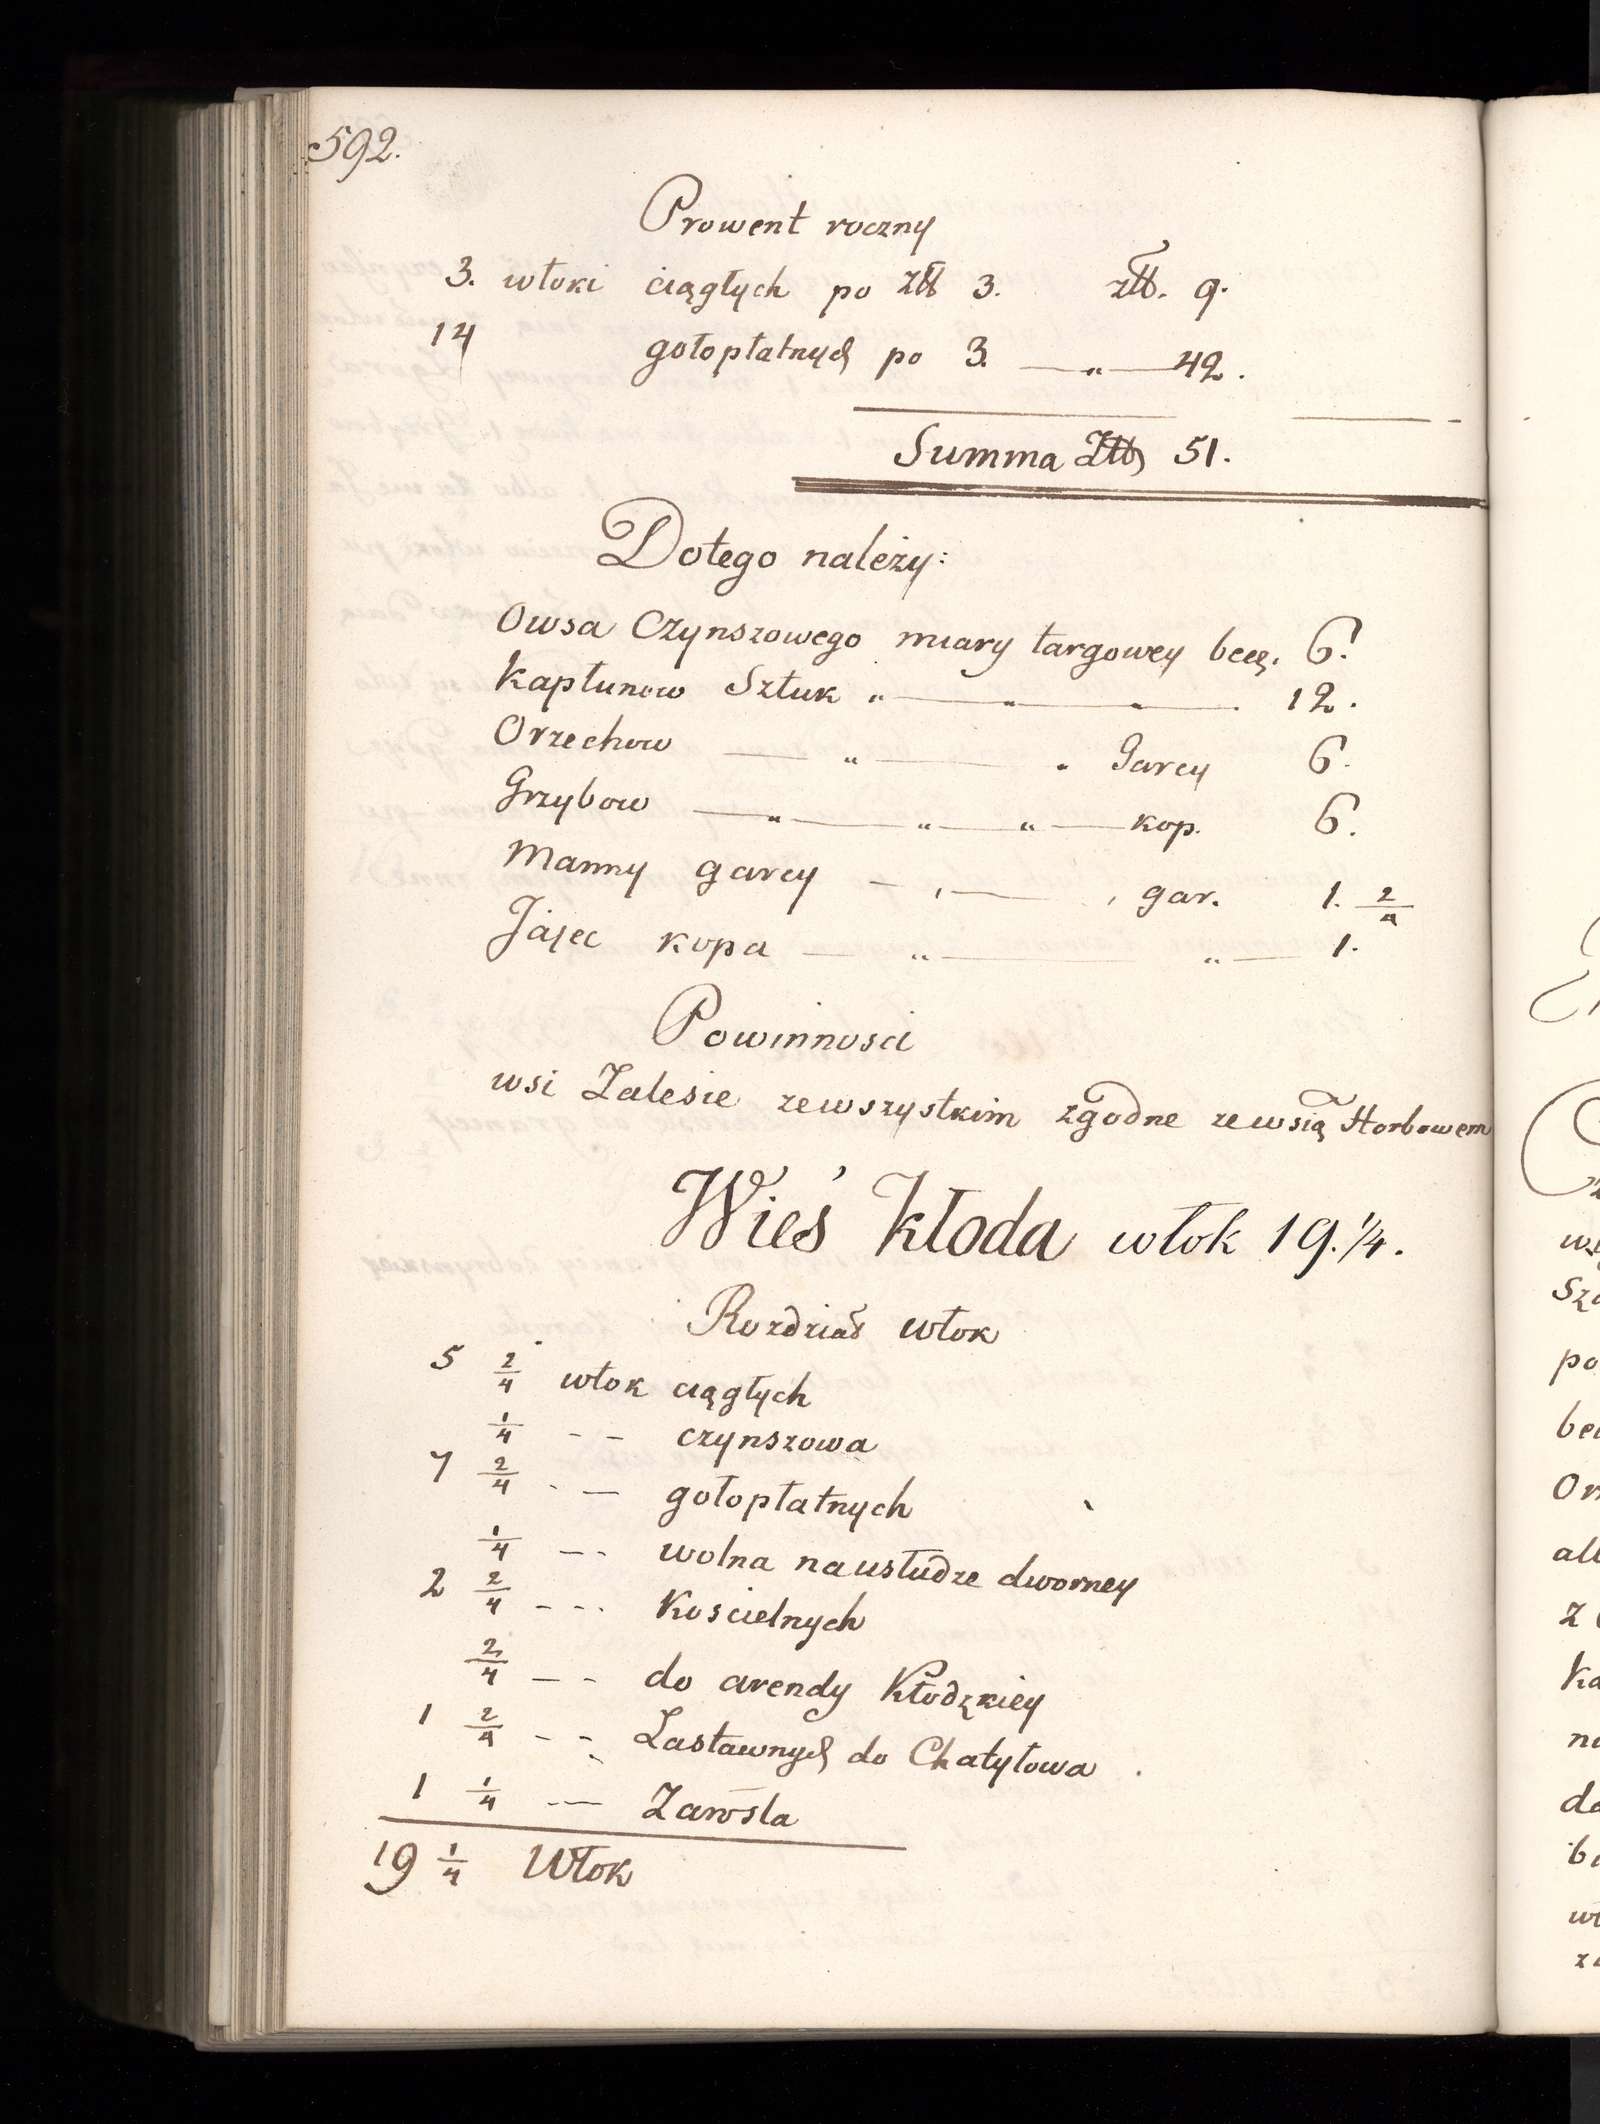 592.
Prowent roczny
3. włoki ciągłych po złł 3. złł. 9.
14 gołopłatnych po 3. — „ — 42.
Summa Złł 51.
Dotego należy:
Owsa Czynszowego miary targowey becz. 6.
Kapłunow Sztuk „ — „ — „ — . 12.
Orzechow — „ — „ Garcy 6.
Grzybow — „ — „ — „ — kop. 6.
Manny garcy — , — , gar. 1. 2/4
Jajec kopa — „ — „ — 1.
Powinnosci
wsi Zalesie zewszystkim zgodne zewsią Horbowem
Wieś Kłoda włok 19. 1/4.
Rozdział włok
5 2/4 włok ciągłych
1/4 - - czynszowa
7 2/4 - — gołopłatnych
1/4 — - wolna nausłudze dworney
2 2/4 - - - Koscielnych
2/4 — - do arendy Kłodzkiey
1 2/4 - - Zastawnych do Chatyłowa .
1 1/4 - — Zarosla
19 1/4 Włok